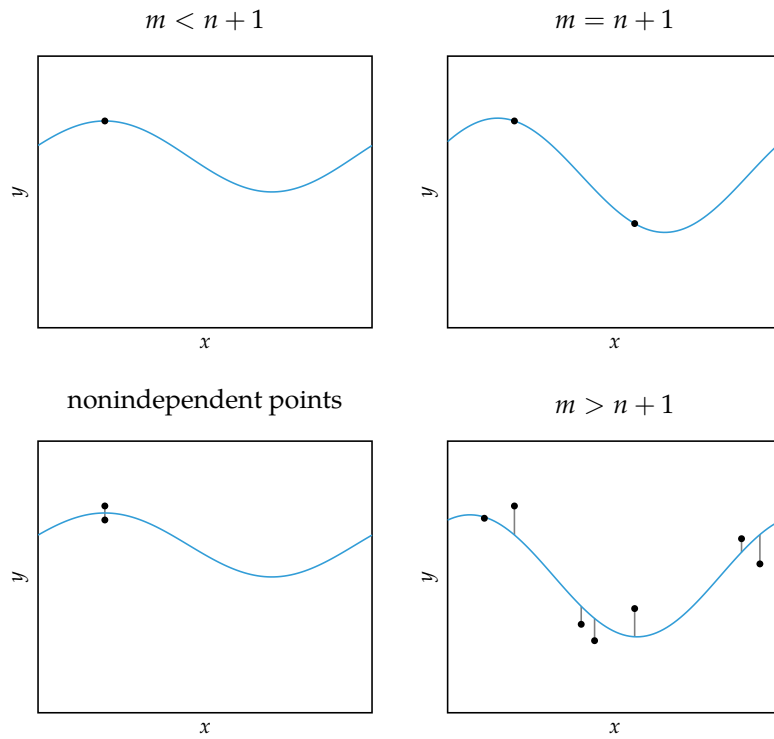 m < n + 1
m = n + 1
y
x
y
x
nonindependent points
m > n + 1
y
x
y
x